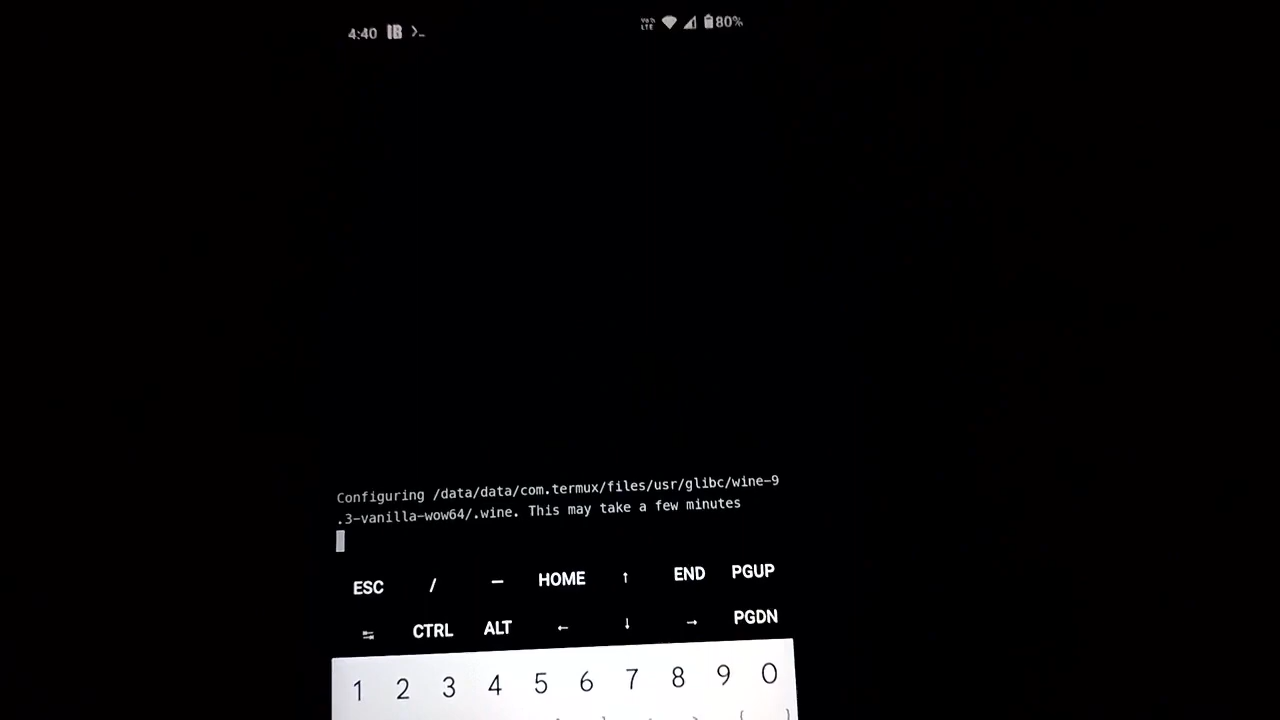 4:40 >_ Vo)) LTE 80%
Configuring /data/data/com.termux/files/usr/glibc/wine-9
.3-vanilla-wow64/.wine. This may take a few minutes
ESC / — HOME ↑ END PGUP
⇆ CTRL ALT ← ↓ → PGDN
1 2 3 4 5 6 7 8 9 0